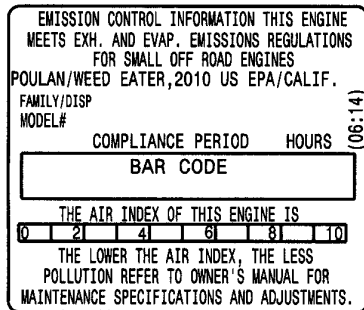 EMISSION CONTROL INFORMATION THIS ENGINE
MEETS EXH. AND EVAP. EMISSIONS REGULATIONS
FOR SMALL OFF ROAD ENGINES
POULAN/WEED EATER,2010 US EPA/CALIF.
FAMILY/DISP
MODEL#
COMPLIANCE PERIOD HOURS
(06:14)
BAR CODE
THE AIR INDEX OF THIS ENGINE IS
0 2 4 6 8 10
THE LOWER THE AIR INDEX, THE LESS
POLLUTION REFER TO OWNER'S MANUAL FOR
MAINTENANCE SPECIFICATIONS AND ADJUSTMENTS.